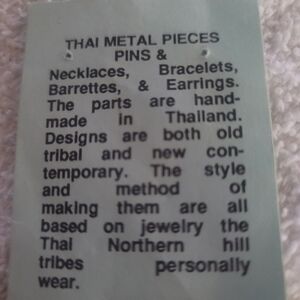 THAI METAL PIECES
PINS &
Necklaces, Bracelets,
Barrettes, & Earrings.
The parts are hand-
made in Thailand.
Designs are both old
tribal and new con-
temporary. The style
and method of
making them are all
based on jewelry the
Thai Northern hill
tribes personally
wear.